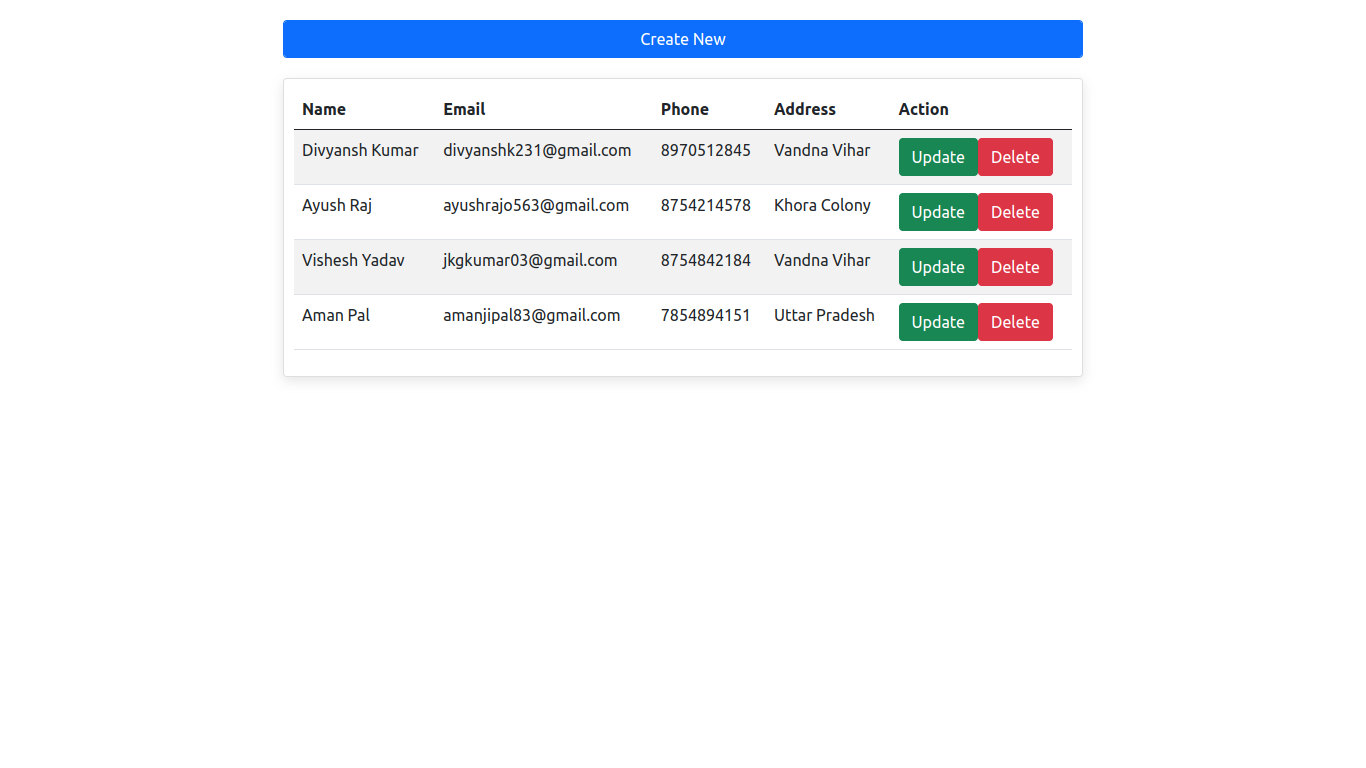 Create New
Name Email Phone Address Action
Divyansh Kumar divyanshk231@gmail.com 8970512845 Vandna Vihar Update Delete
Ayush Raj ayushrajo563@gmail.com 8754214578 Khora Colony Update Delete
Vishesh Yadav jkgkumar03@gmail.com 8754842184 Vandna Vihar Update Delete
Aman Pal amanjipal83@gmail.com 7854894151 Uttar Pradesh Update Delete